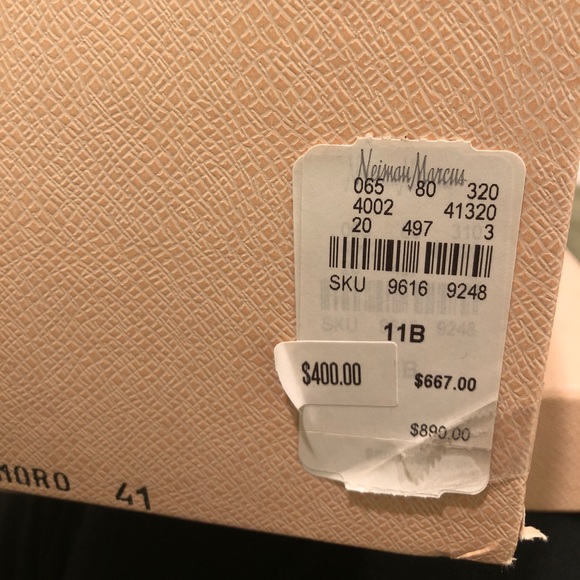 Neiman Marcus
065 80 320
4002 41320
20 497 3
SKU 9616 9248
11B
$400.00 $667.00
$890.00
MORO 41